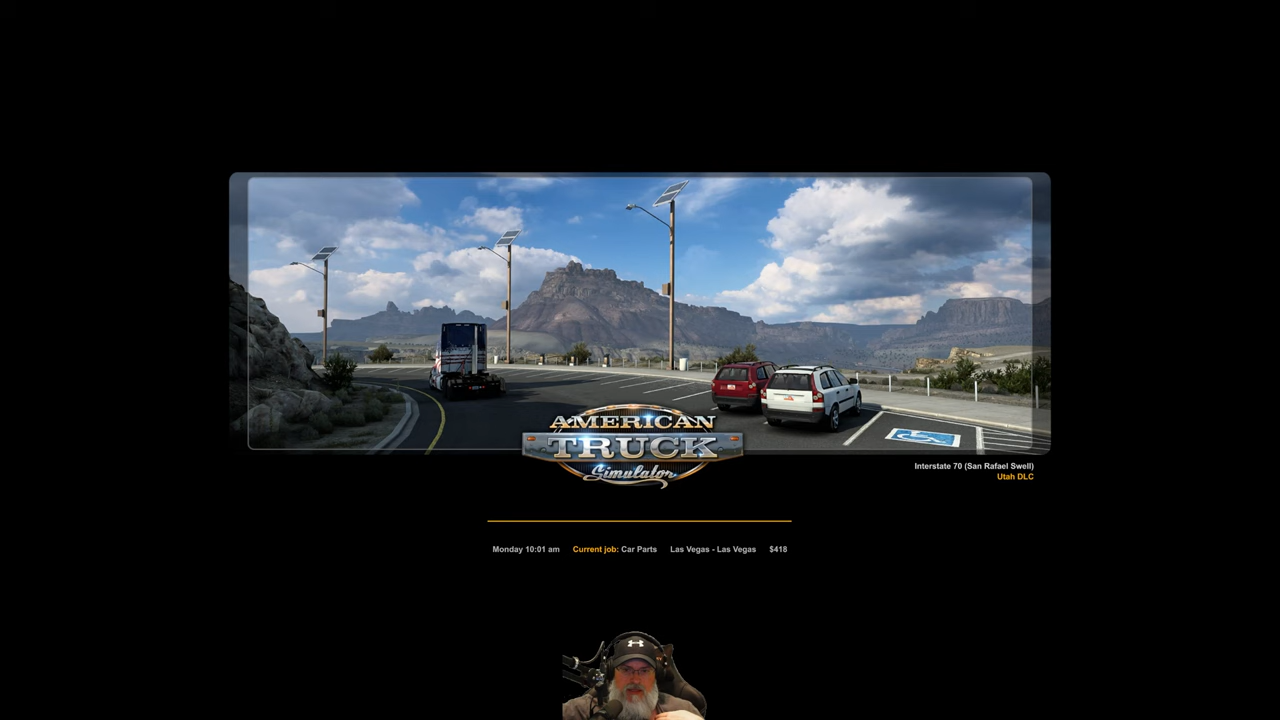 AMERICAN
TRUCK
Simulator
Interstate 70 (San Rafael Swell)
Utah DLC
Monday 10:01 am Current job: Car Parts Las Vegas - Las Vegas $418